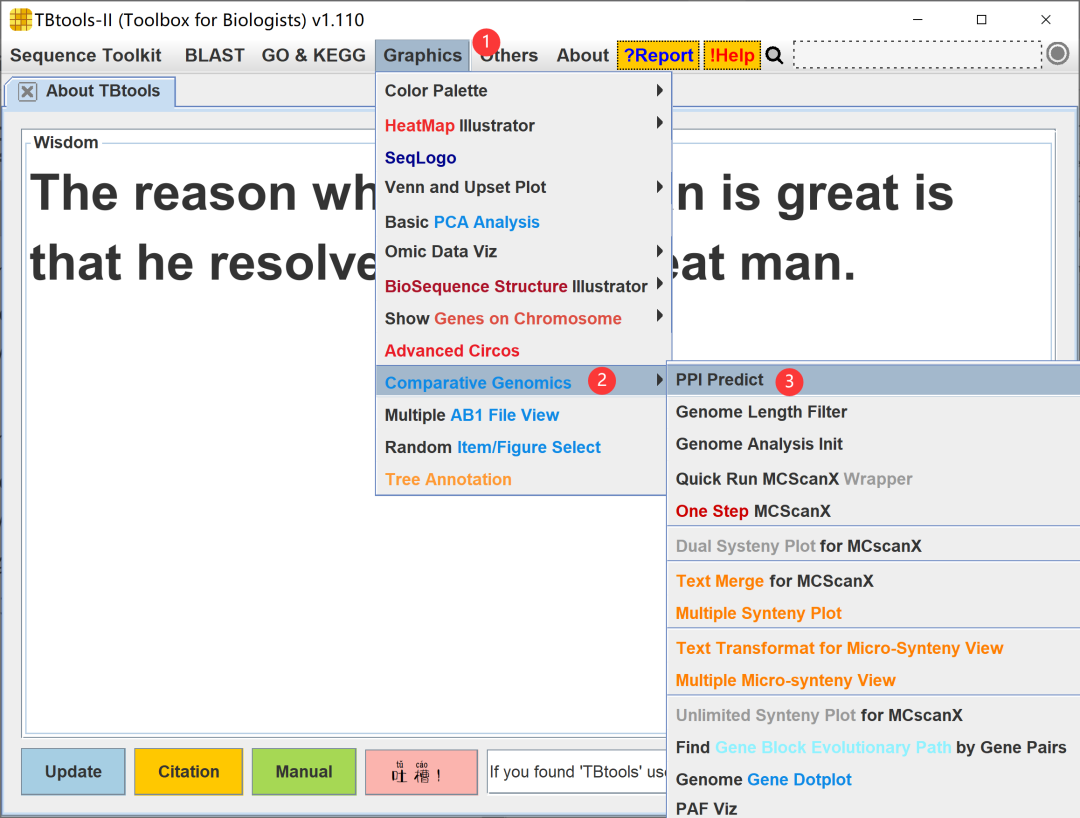 TBtools-II (Toolbox for Biologists) v1.110
Sequence Toolkit BLAST GO & KEGG Graphics 1 Others About ?Report !Help
About TBtools
Wisdom
The reason n is great is
that he resolve eat man.
Color Palette
HeatMap Illustrator
SeqLogo
Venn and Upset Plot
Basic PCA Analysis
Omic Data Viz
BioSequence Structure Illustrator
Show Genes on Chromosome
Advanced Circos
Comparative Genomics 2
Multiple AB1 File View
Random Item/Figure Select
Tree Annotation
PPI Predict 3
Genome Length Filter
Genome Analysis Init
Quick Run MCScanX Wrapper
One Step MCScanX
Dual Systeny Plot for MCscanX
Text Merge for MCScanX
Multiple Synteny Plot
Text Transformat for Micro-Synteny View
Multiple Micro-synteny View
Unlimited Synteny Plot for MCscanX
Find Gene Block Evolutionary Path by Gene Pairs
Genome Gene Dotplot
PAF Viz
Update Citation Manual
tǔ cáo
吐 槽 !
If you found 'TBtools'